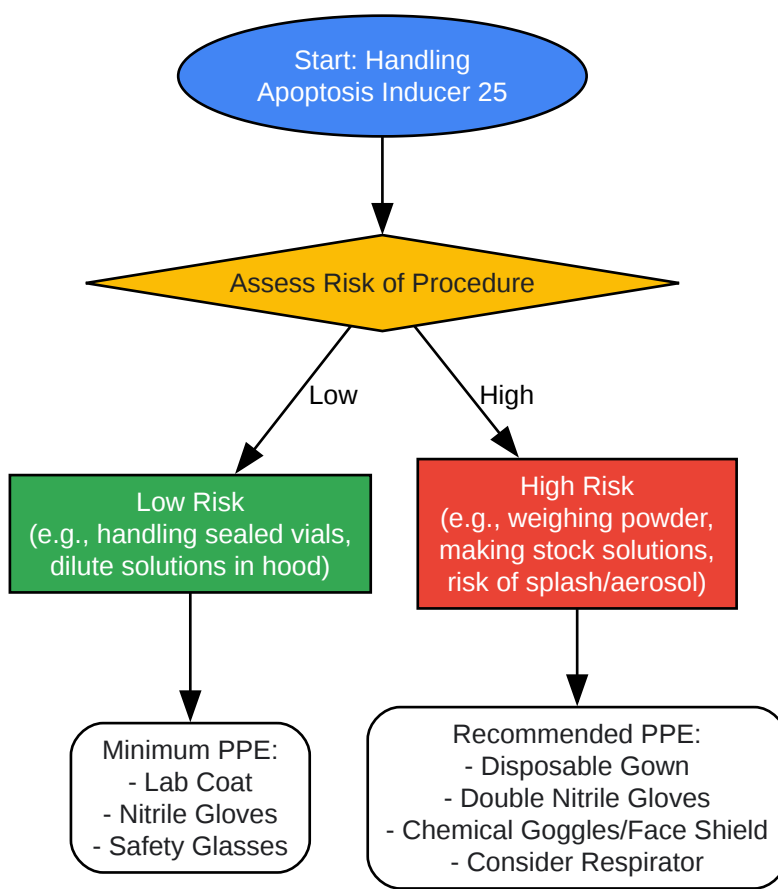 Start: Handling
Apoptosis Inducer 25
Assess Risk of Procedure
Low
High
Low Risk
(e.g., handling sealed vials,
dilute solutions in hood)
High Risk
(e.g., weighing powder,
making stock solutions,
risk of splash/aerosol)
Minimum PPE:
- Lab Coat
- Nitrile Gloves
- Safety Glasses
Recommended PPE:
- Disposable Gown
- Double Nitrile Gloves
- Chemical Goggles/Face Shield
- Consider Respirator